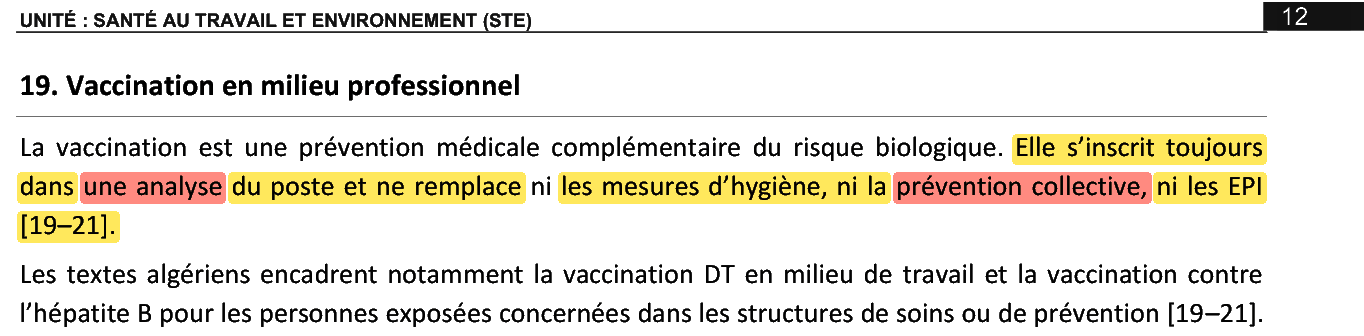 UNITÉ : SANTÉ AU TRAVAIL ET ENVIRONNEMENT (STE)
12
19. Vaccination en milieu professionnel
La vaccination est une prévention médicale complémentaire du risque biologique. Elle s’inscrit toujours
dans une analyse du poste et ne remplace ni les mesures d’hygiène, ni la prévention collective, ni les EPI
[19–21].
Les textes algériens encadrent notamment la vaccination DT en milieu de travail et la vaccination contre
l’hépatite B pour les personnes exposées concernées dans les structures de soins ou de prévention [19–21].